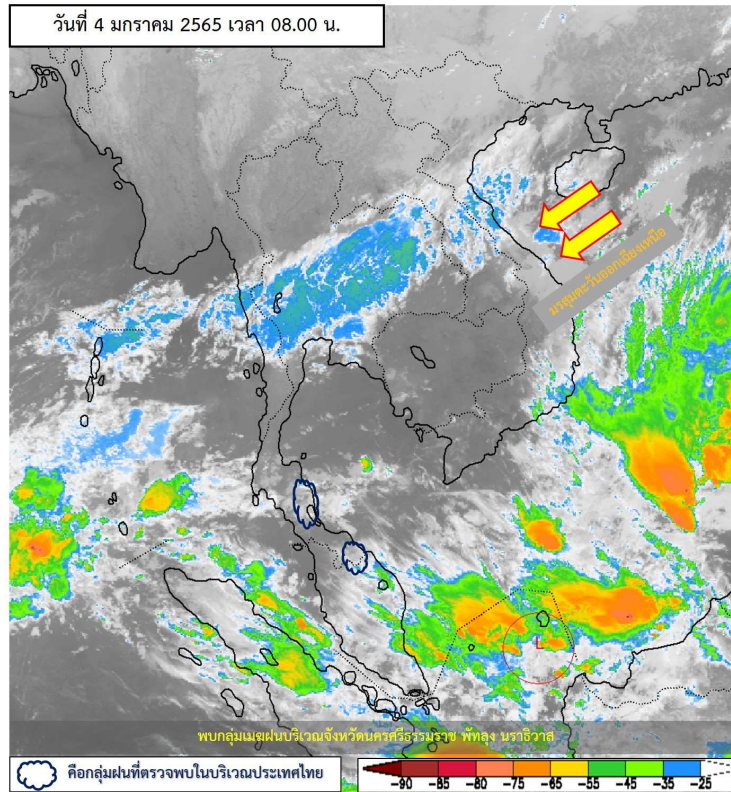 วันที่ 4 มกราคม 2565 เวลา 08.00 น.
มรสุมตะวันออกเฉียงเหนือ
L
พบกลุ่มเมฆฝนบริเวณจังหวัดนครศรีธรรมราช พัทลุง นราธิวาส
คือกลุ่มฝนที่ตรวจพบในบริเวณประเทศไทย
-90 -85 -80 -75 -70 -65 -55 -45 -35 -25